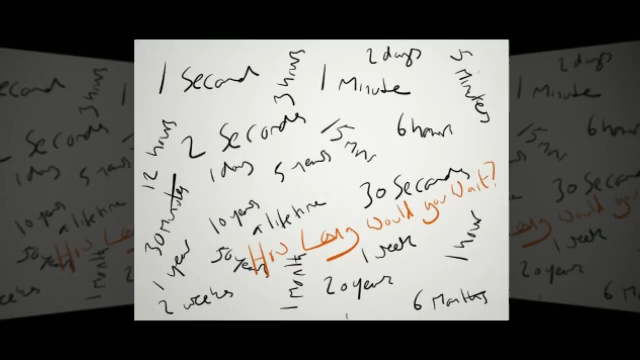 1 Second
3 hours
1 Minute
2 days
5 Minutes
12 hours
2 Seconds
15 Mins
6 hours
1 days
5 years
30 Seconds
30 Minutes
10 years
a lifetime
How Long Would you Wait?
1 year
50 years
1 Month
1 week
1 hour
2 weeks
20 years
6 Months